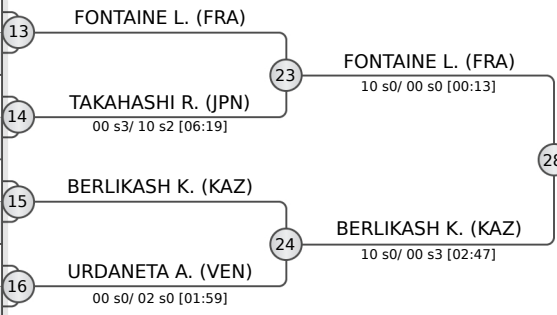 FONTAINE L. (FRA)
13
23
FONTAINE L. (FRA)
10 s0/ 00 s0 [00:13]
TAKAHASHI R. (JPN)
14
00 s3/ 10 s2 [06:19]
28
BERLIKASH K. (KAZ)
15
24
BERLIKASH K. (KAZ)
10 s0/ 00 s3 [02:47]
URDANETA A. (VEN)
16
00 s0/ 02 s0 [01:59]